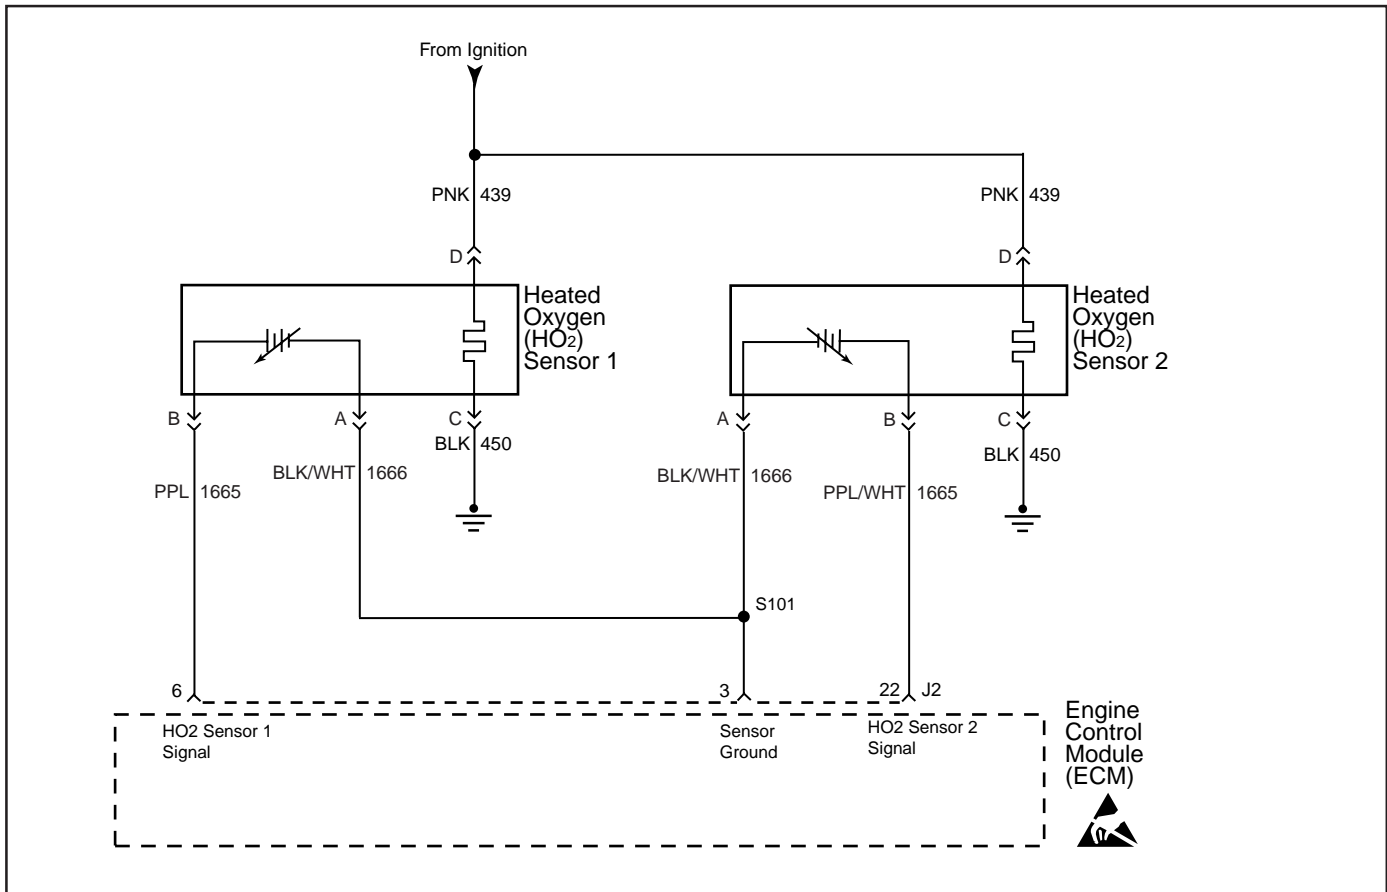 From Ignition
PNK 439
PNK 439
D
D
Heated
Oxygen
(HO2)
Sensor 1
Heated
Oxygen
(HO2)
Sensor 2
B
A
C
A
B
C
BLK 450
BLK 450
BLK/WHT 1666
BLK/WHT 1666
PPL 1665
PPL/WHT 1665
S101
6
3
22 J2
HO2 Sensor 1
Signal
Sensor
Ground
HO2 Sensor 2
Signal
Engine
Control
Module
(ECM)